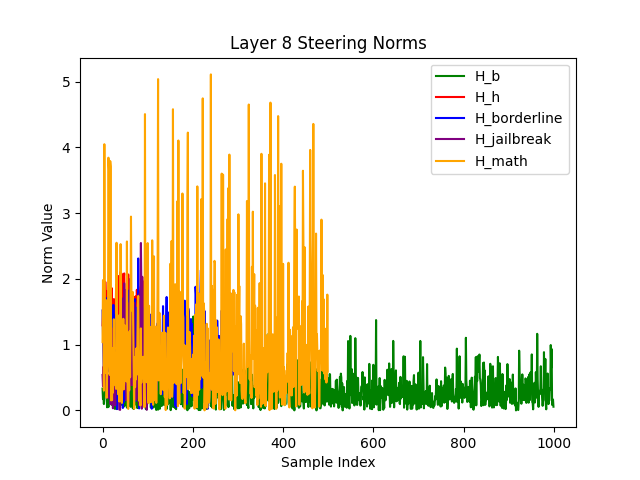 Layer 8 Steering Norms
H_b
H_h
H_borderline
H_jailbreak
H_math
Norm Value
5
4
3
2
1
0
0 200 400 600 800 1000
Sample Index